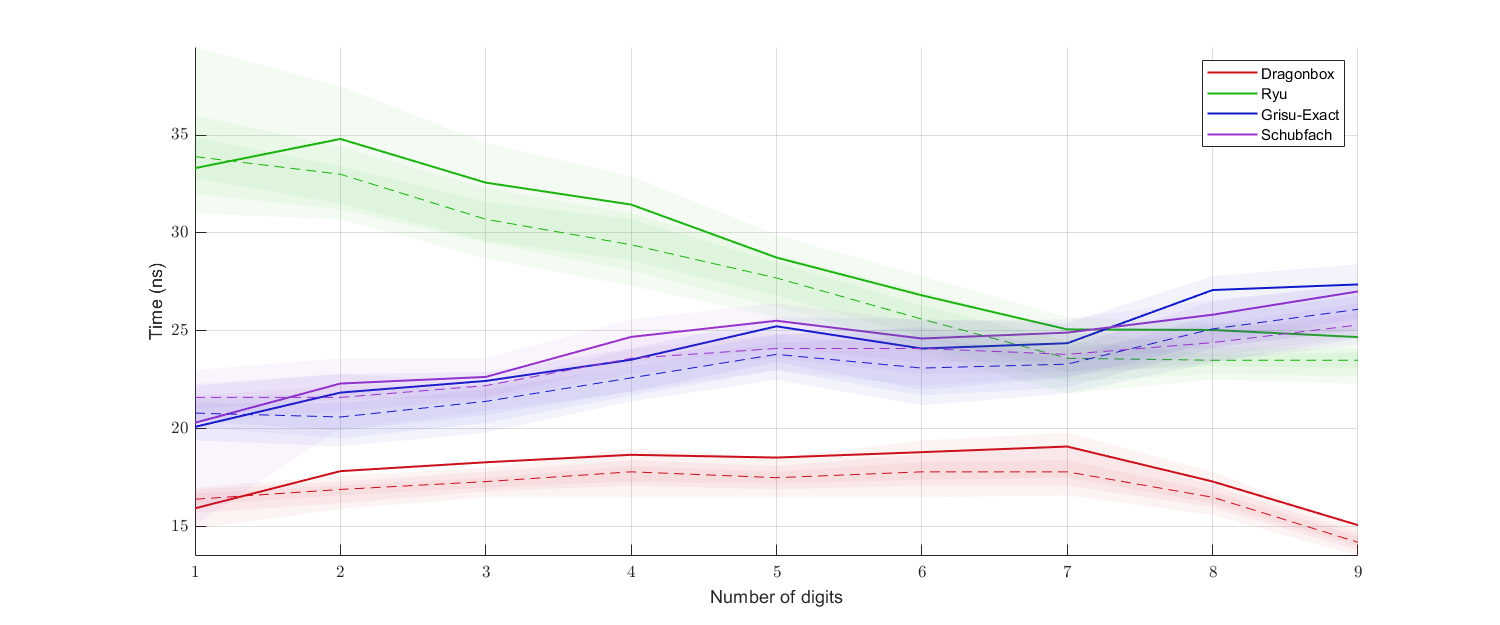 Dragonbox
Ryu
Grisu-Exact
Schubfach
35
30
25
20
15
Time (ns)
1 2 3 4 5 6 7 8 9
Number of digits